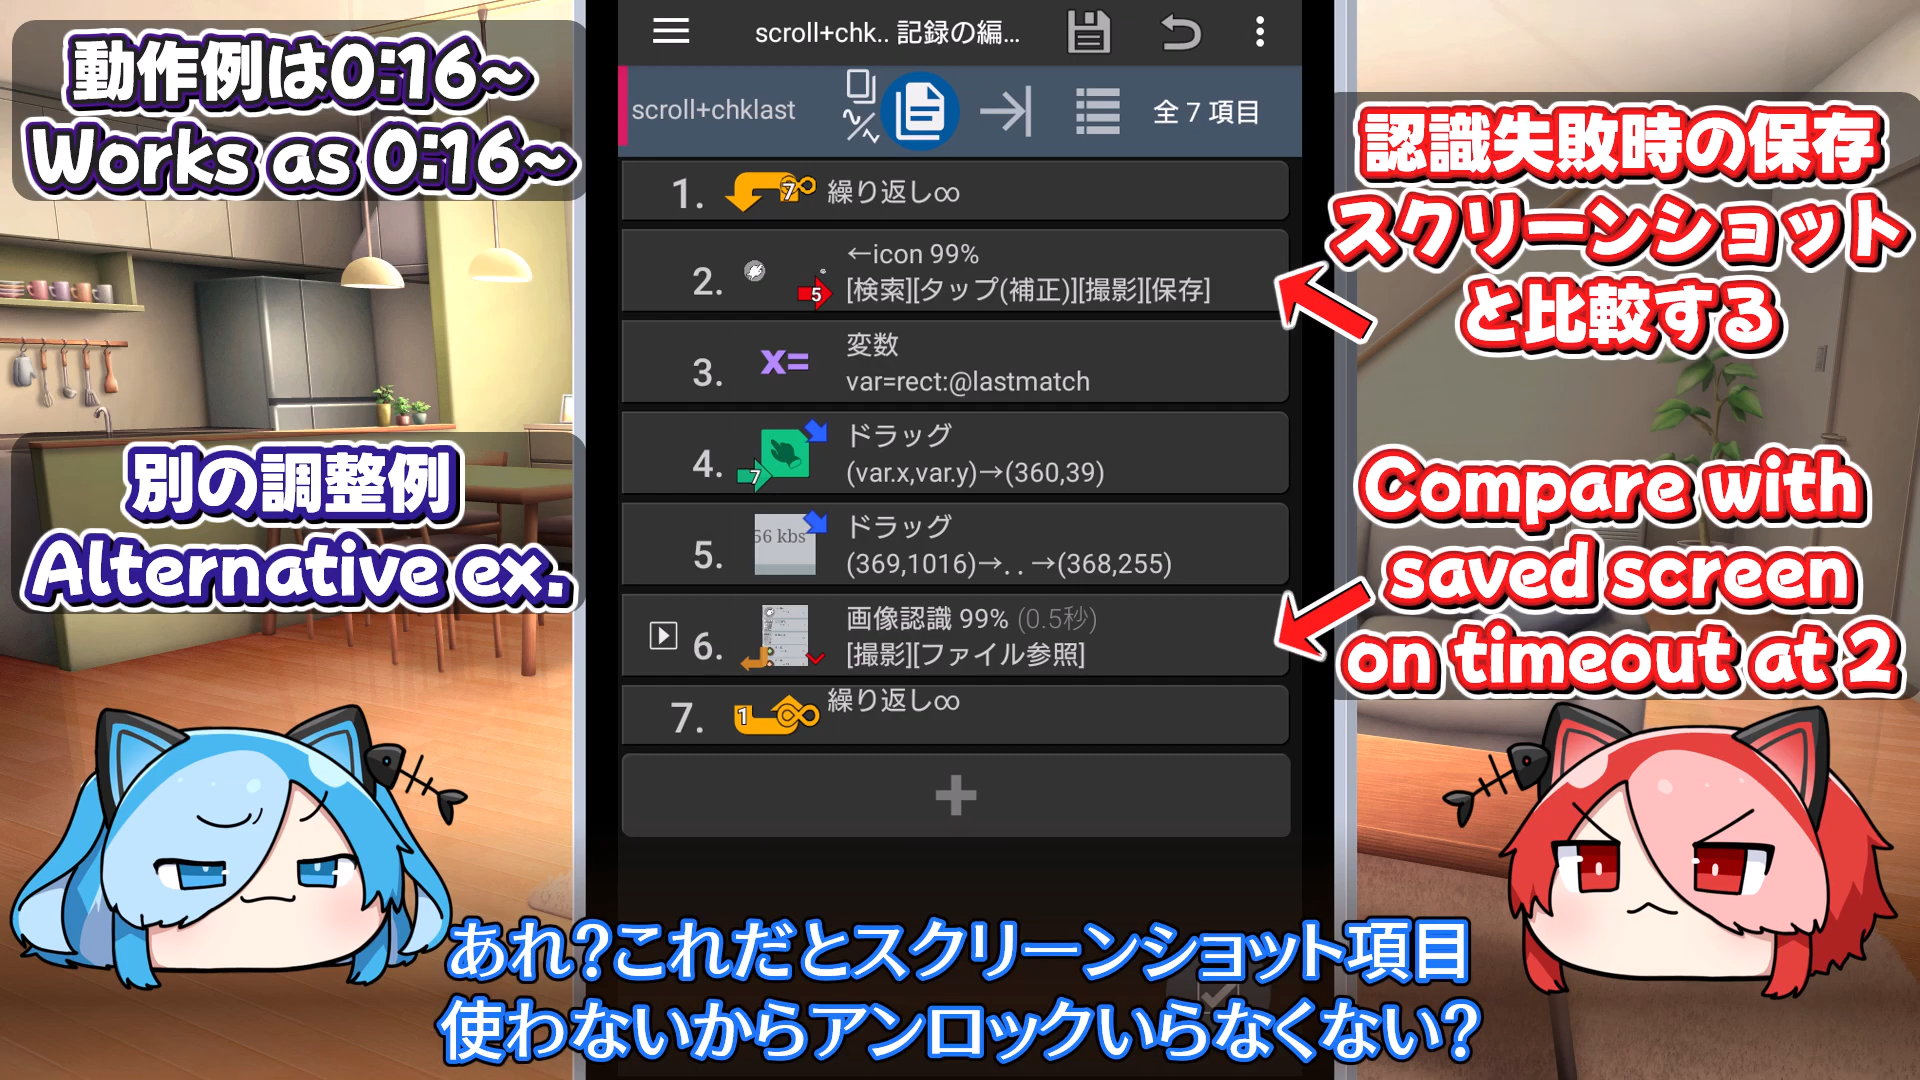 動作例は0:16~
Works as 0:16~
別の調整例
Alternative ex.
scroll+chk.. 記録の編...
scroll+chklast
全 7 項目
1.
7
繰り返し∞
2.
5
←icon 99%
[検索][タップ(補正)][撮影][保存]
3.
x=
変数
var=rect:@lastmatch
4.
7
ドラッグ
(var.x,var.y)→(360,39)
5.
56 kbs
ドラッグ
(369,1016)→. . →(368,255)
6.
画像認識 99% (0.5秒)
[撮影][ファイル参照]
7.
1
繰り返し∞
+
認識失敗時の保存
スクリーンショット
と比較する
Compare with
saved screen
on timeout at 2
あれ?これだとスクリーンショット項目
使わないからアンロックいらなくない?